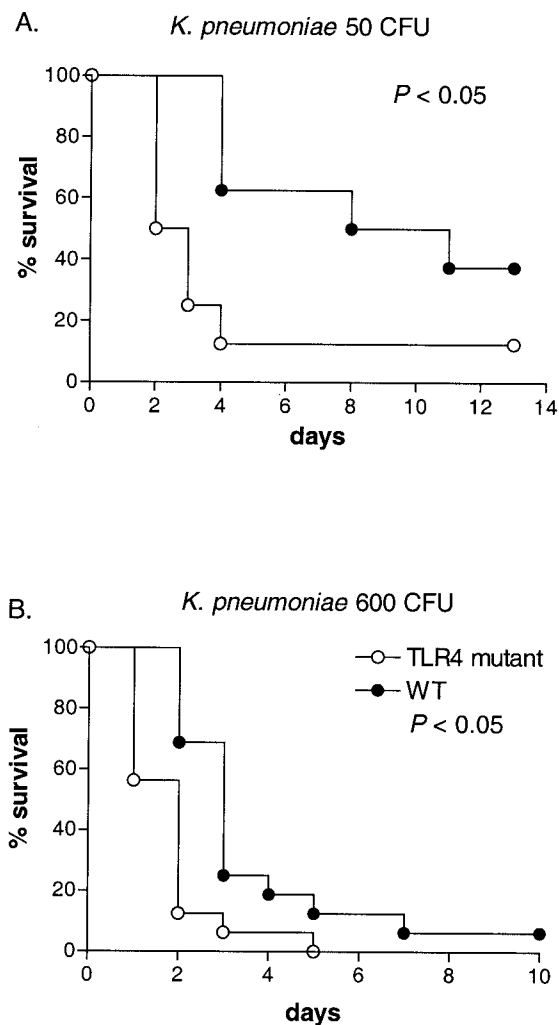 A.
K. pneumoniae 50 CFU
100
P < 0.05
80
60
% survival
40
20
0
0 2 4 6 8 10 12 14
days
B.
K. pneumoniae 600 CFU
100
TLR4 mutant
WT
80
P < 0.05
60
% survival
40
20
0
0 2 4 6 8 10
days